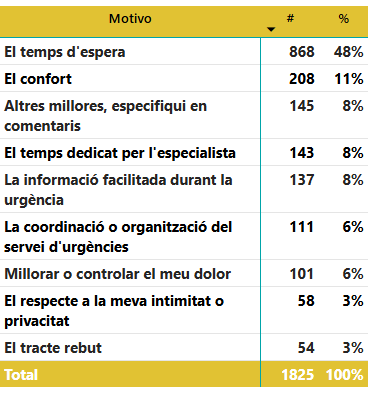 Motivo # %
El temps d'espera 868 48%
El confort 208 11%
Altres millores, especifiqui en 145 8%
comentaris
El temps dedicat per l'especialista 143 8%
La informació facilitada durant la 137 8%
urgència
La coordinació o organització del 111 6%
servei d'urgències
Millorar o controlar el meu dolor 101 6%
El respecte a la meva intimitat o 58 3%
privacitat
El tracte rebut 54 3%
Total 1825 100%